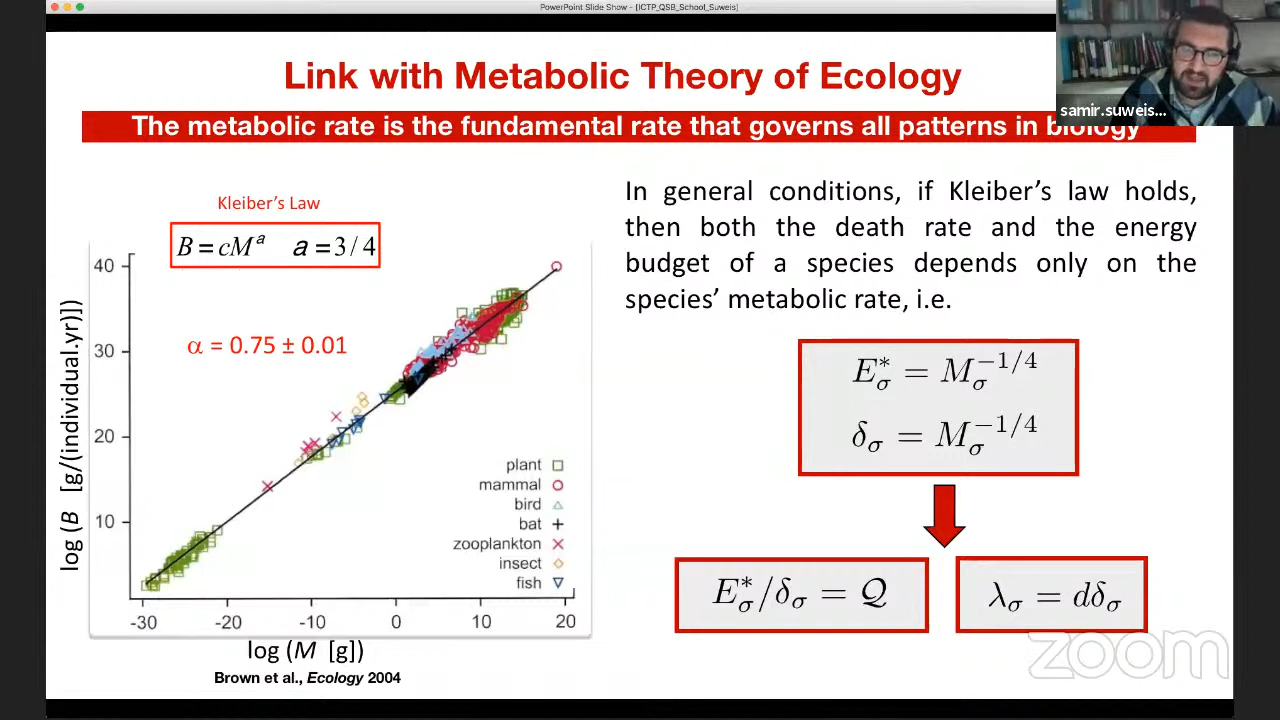 PowerPoint Slide Show - [ICTP_QSB_School_Suweis]
Link with Metabolic Theory of Ecology
The metabolic rate is the fundamental rate that governs all patterns in biology
samir.suweis...
Kleiber's Law
B = cM^a a = 3/4
α = 0.75 ± 0.01
log (B [g/(individual.yr)])
40
30
20
10
plant
mammal
bird
bat
zooplankton
insect
fish
-30 -20 -10 0 10 20
log (M [g])
Brown et al., Ecology 2004
In general conditions, if Kleiber's law holds,
then both the death rate and the energy
budget of a species depends only on the
species' metabolic rate, i.e.
E*_σ = M_σ^{-1/4}
δ_σ = M_σ^{-1/4}
E*_σ/δ_σ = Q
λ_σ = dδ_σ
zoom